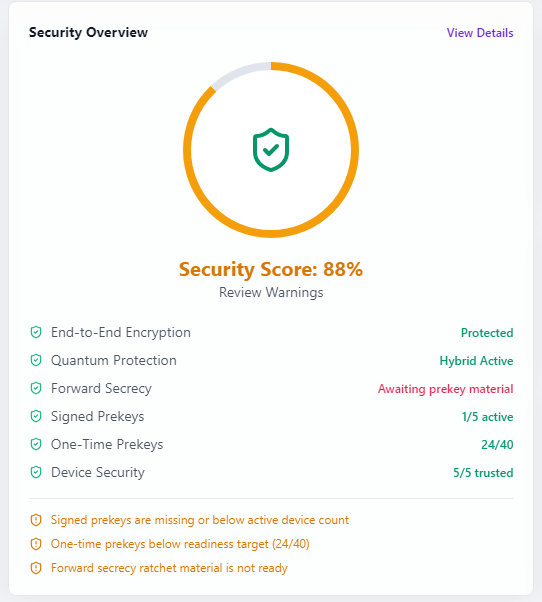 Security Overview View Details
Security Score: 88%
Review Warnings
End-to-End Encryption Protected
Quantum Protection Hybrid Active
Forward Secrecy Awaiting prekey material
Signed Prekeys 1/5 active
One-Time Prekeys 24/40
Device Security 5/5 trusted
Signed prekeys are missing or below active device count
One-time prekeys below readiness target (24/40)
Forward secrecy ratchet material is not ready